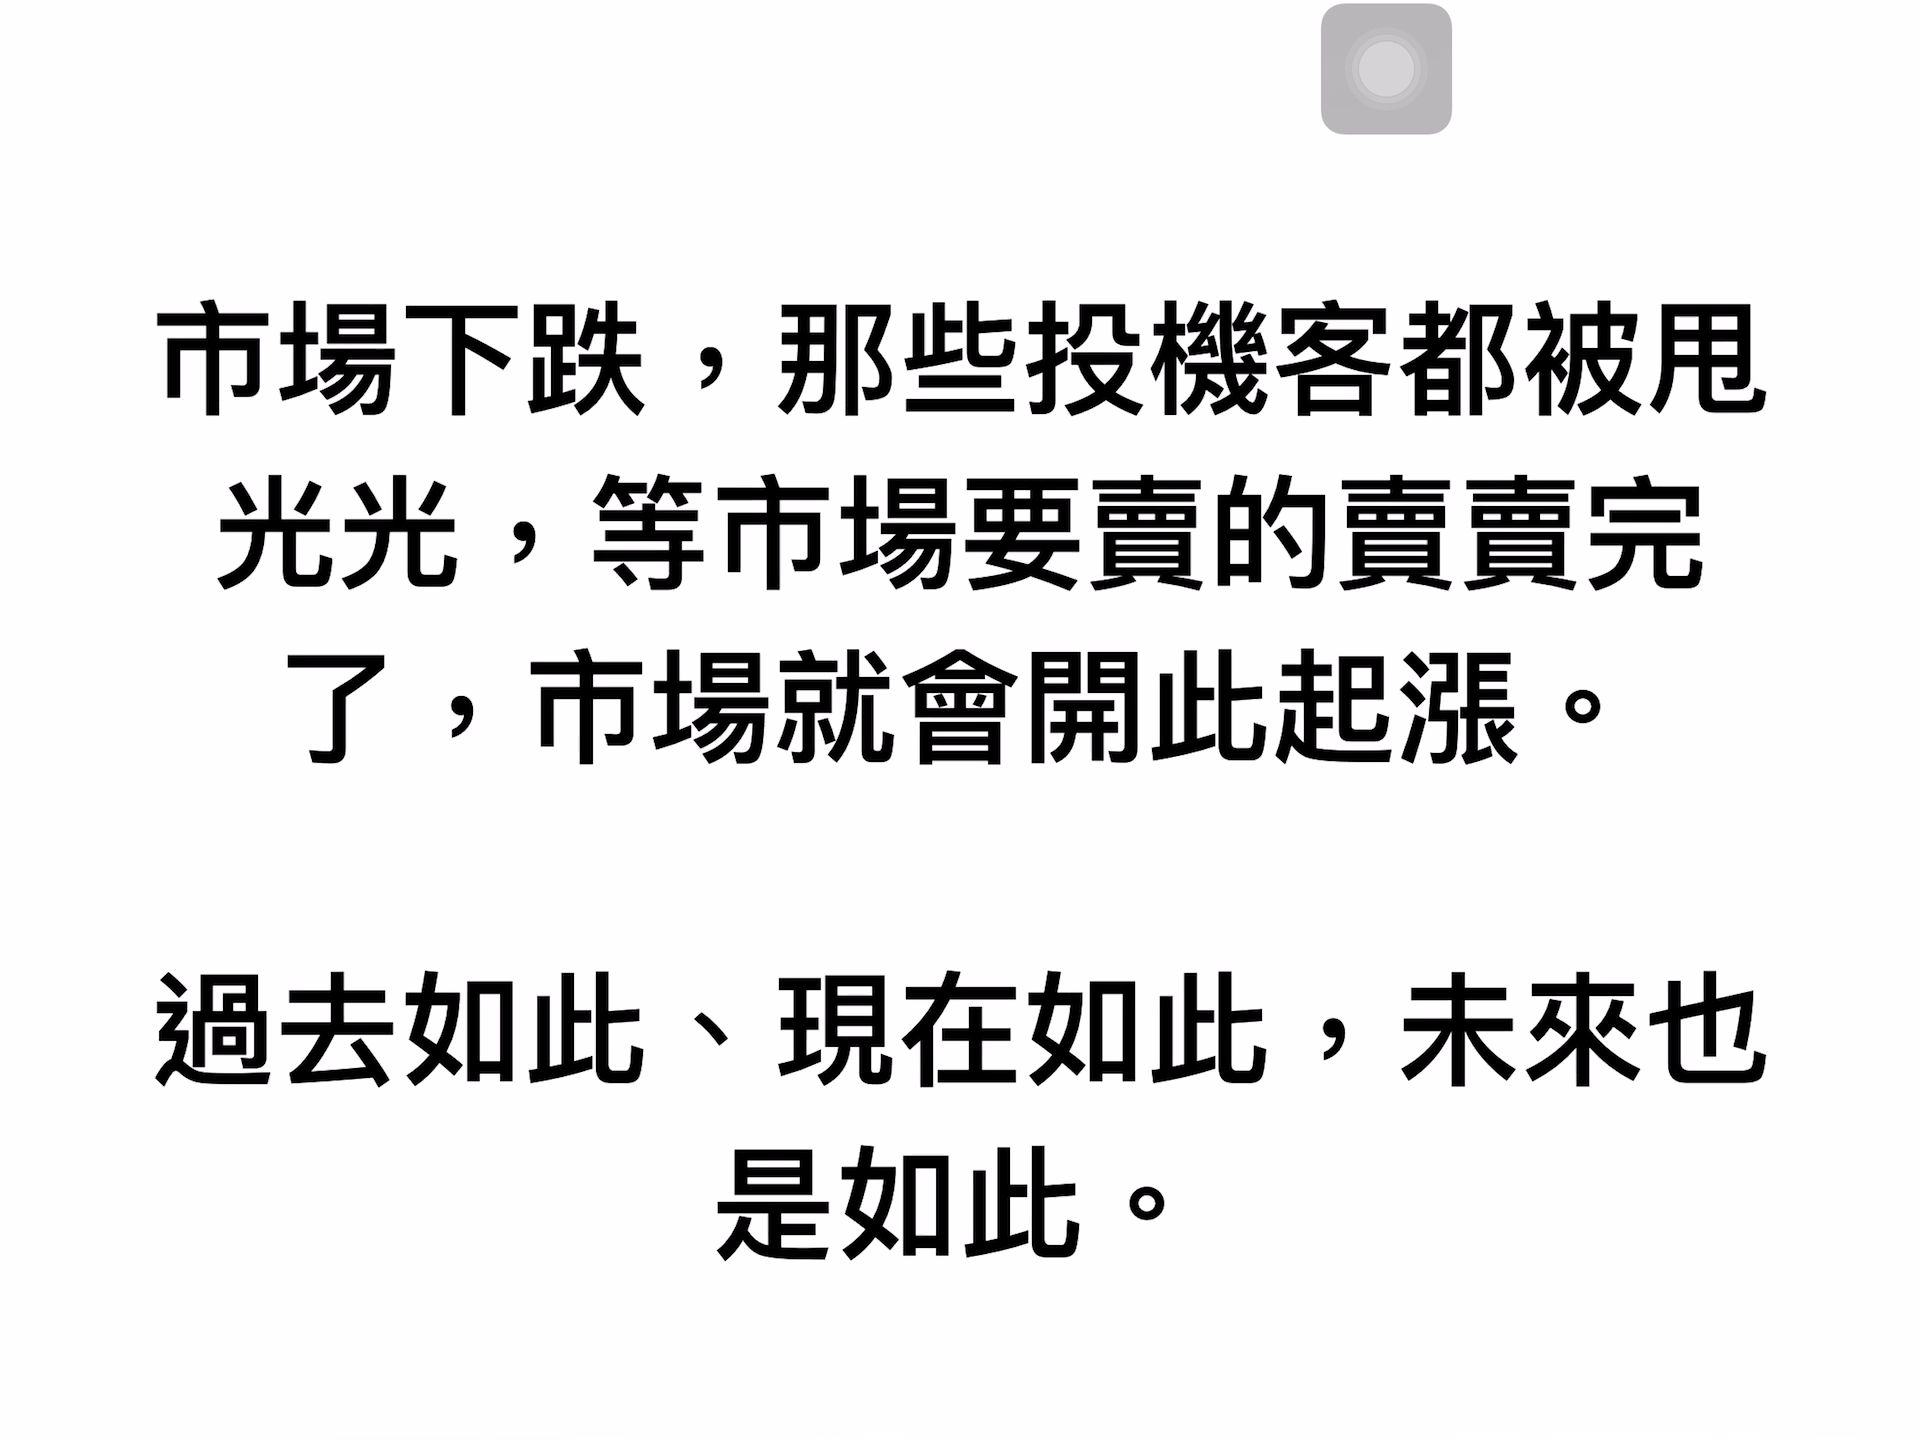 市場下跌，那些投機客都被甩
光光，等市場要賣的賣賣完
了，市場就會開此起漲。
過去如此、現在如此，未來也
是如此。